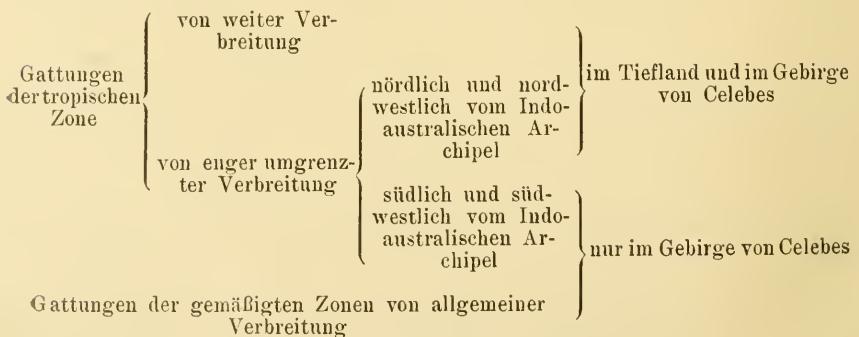 von weiter Ver-
breitung
Gattungen
der tropischen
Zone
von enger umgrenz-
ter Verbreitung
nördlich und nord-
westlich vom Indo-
australischen Ar-
chipel
südlich und süd-
westlich vom Indo-
australischen Ar-
chipel
im Tiefland und im Gebirge
von Celebes
nur im Gebirge von Celebes
Gattungen der gemäßigten Zonen von allgemeiner
Verbreitung